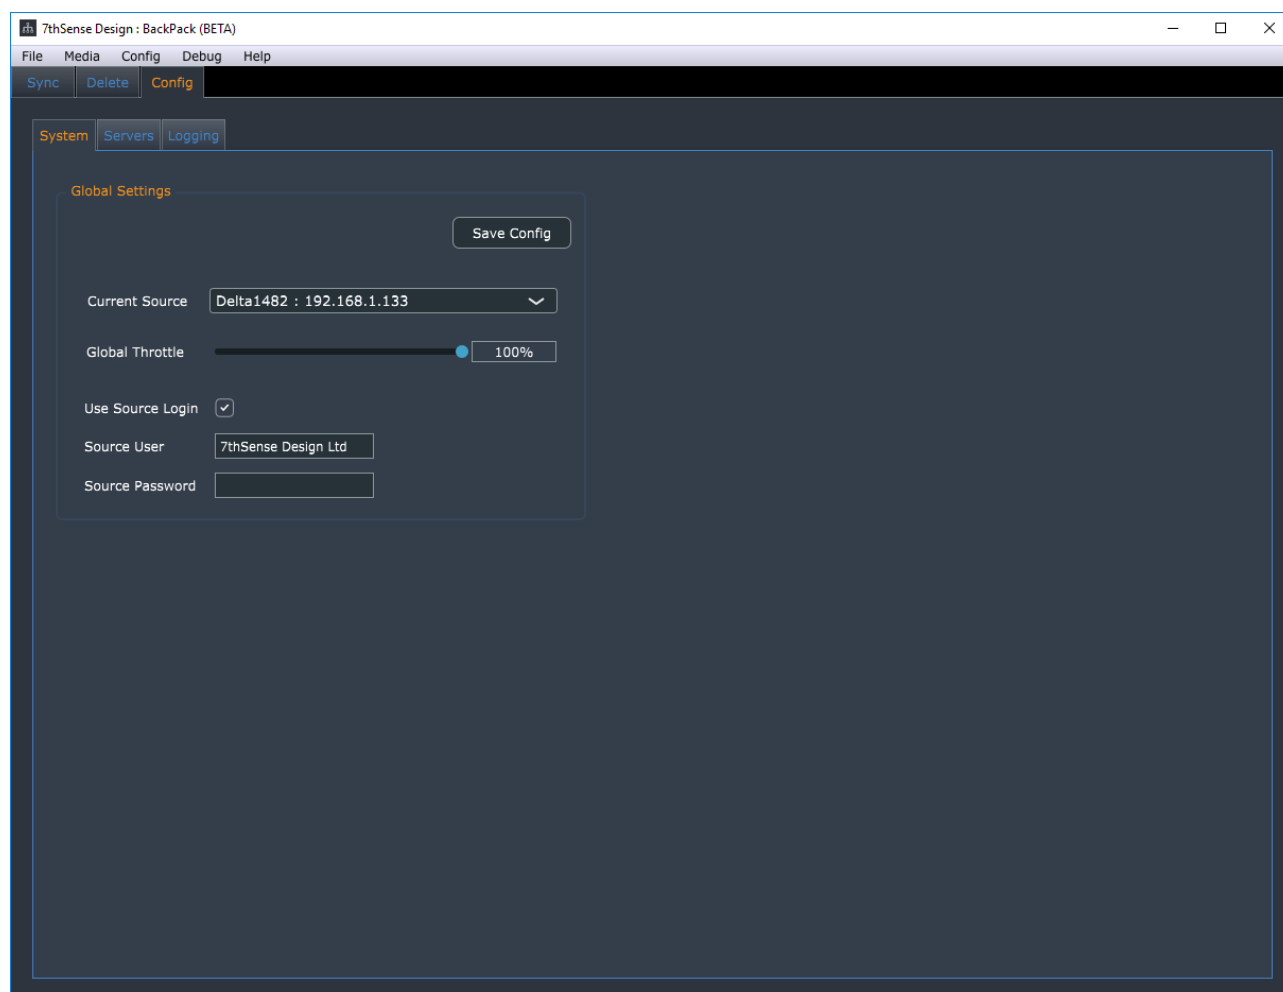 7thSense Design : BackPack (BETA)
File Media Config Debug Help
Sync Delete Config
System Servers Logging
Global Settings
Save Config
Current Source Delta1482 : 192.168.1.133
Global Throttle 100%
Use Source Login
Source User 7thSense Design Ltd
Source Password